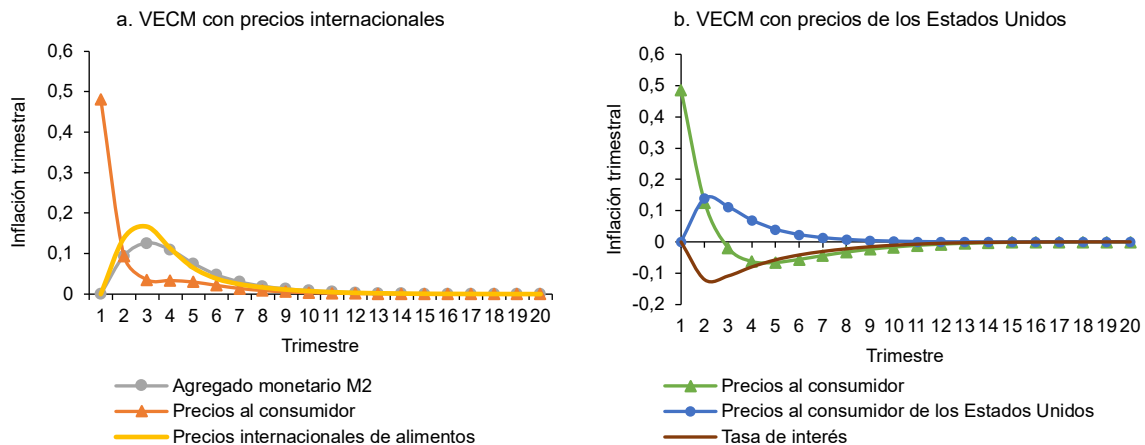 a. VECM con precios internacionales
Inflación trimestral
0,6
0,5
0,4
0,3
0,2
0,1
0
1 2 3 4 5 6 7 8 9 10 11 12 13 14 15 16 17 18 19 20
Trimestre
Agregado monetario M2
Precios al consumidor
Precios internacionales de alimentos
b. VECM con precios de los Estados Unidos
Inflación trimestral
0,6
0,5
0,4
0,3
0,2
0,1
0
-0,1
-0,2
1 2 3 4 5 6 7 8 9 10 11 12 13 14 15 16 17 18 19 20
Trimestre
Precios al consumidor
Precios al consumidor de los Estados Unidos
Tasa de interés